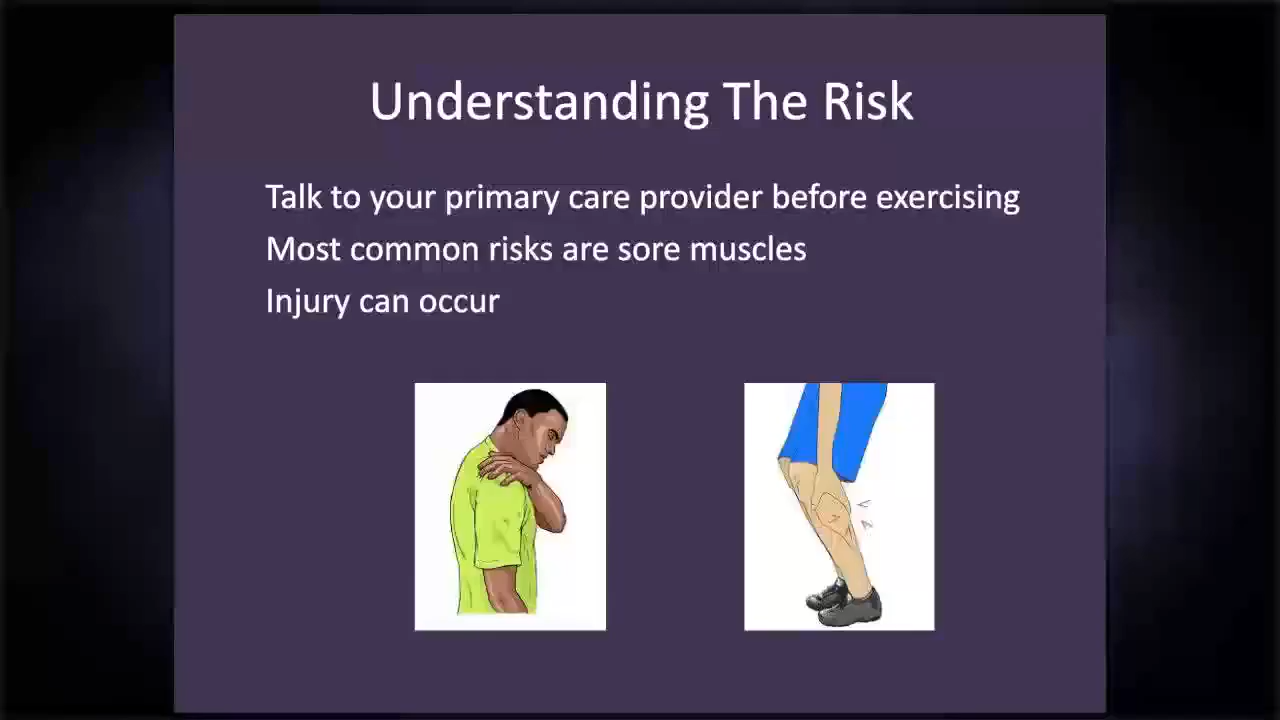 Understanding The Risk
Talk to your primary care provider before exercising
Most common risks are sore muscles
Injury can occur